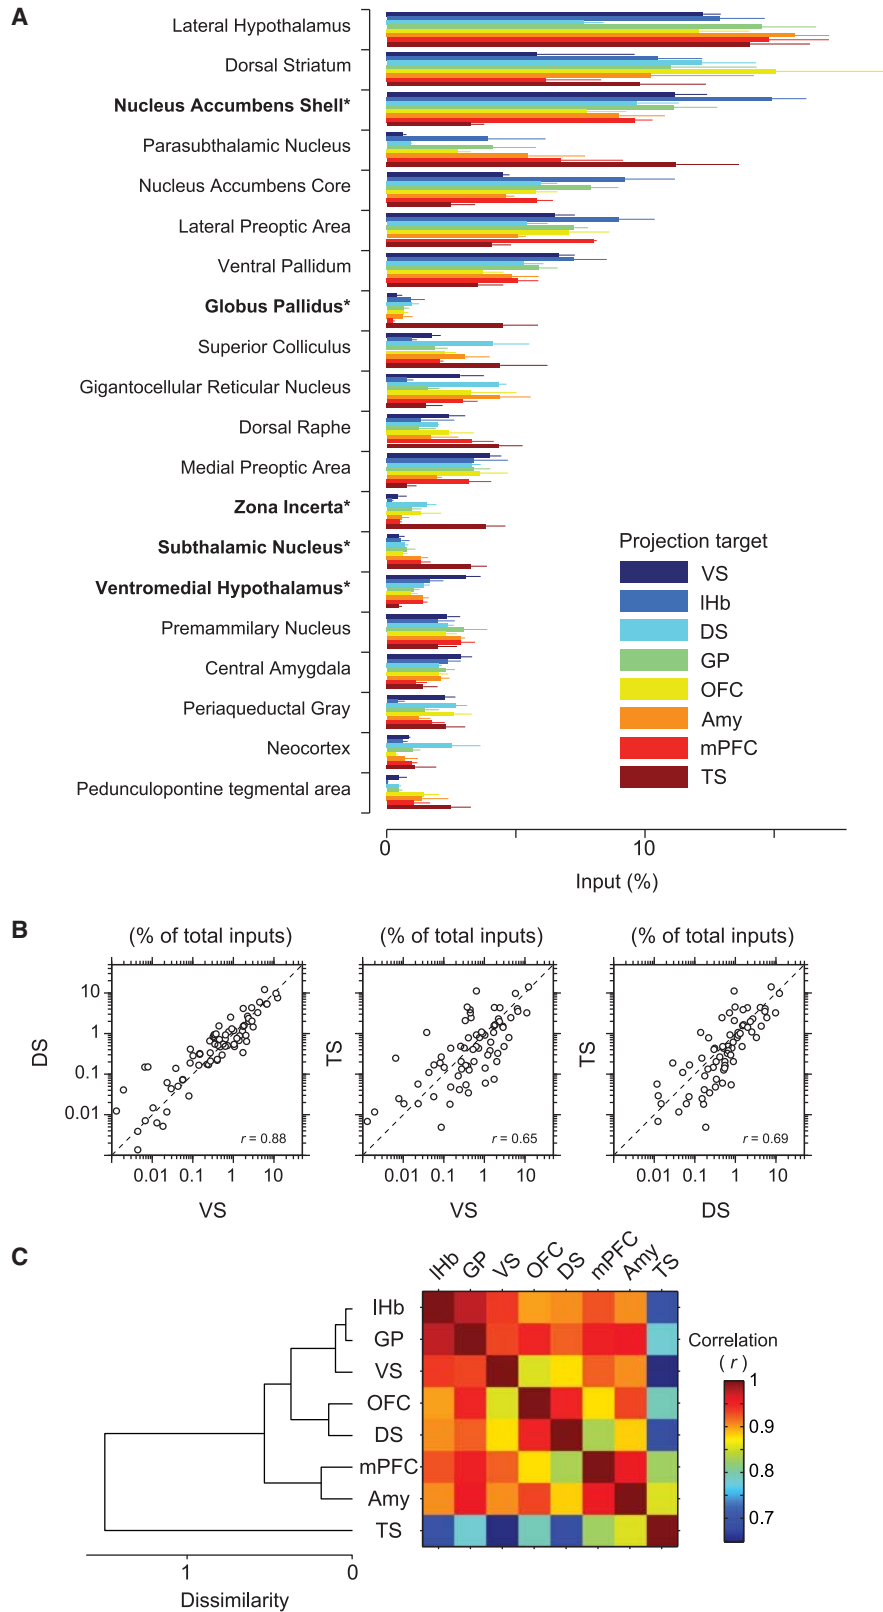 A
Lateral Hypothalamus
Dorsal Striatum
Nucleus Accumbens Shell*
Parasubthalamic Nucleus
Nucleus Accumbens Core
Lateral Preoptic Area
Ventral Pallidum
Globus Pallidus*
Superior Colliculus
Gigantocellular Reticular Nucleus
Dorsal Raphe
Medial Preoptic Area
Zona Incerta*
Subthalamic Nucleus*
Ventromedial Hypothalamus*
Premammilary Nucleus
Central Amygdala
Periaqueductal Gray
Neocortex
Pedunculopontine tegmental area
Projection target
VS
lHb
DS
GP
OFC
Amy
mPFC
TS
0 10
Input (%)
B
(% of total inputs) (% of total inputs) (% of total inputs)
DS
10
1
0.1
0.01
r = 0.88
0.01 0.1 1 10
VS
TS
r = 0.65
0.01 0.1 1 10
VS
TS
r = 0.69
0.01 0.1 1 10
DS
C
lHb GP VS OFC DS mPFC Amy TS
lHb
GP
VS
OFC
DS
mPFC
Amy
TS
Correlation
( r )
1
0.9
0.8
0.7
1 0
Dissimilarity